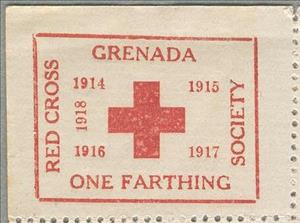 GRENADA
RED CROSS
1914
1915
1918
SOCIETY
1916
1917
ONE FARTHING